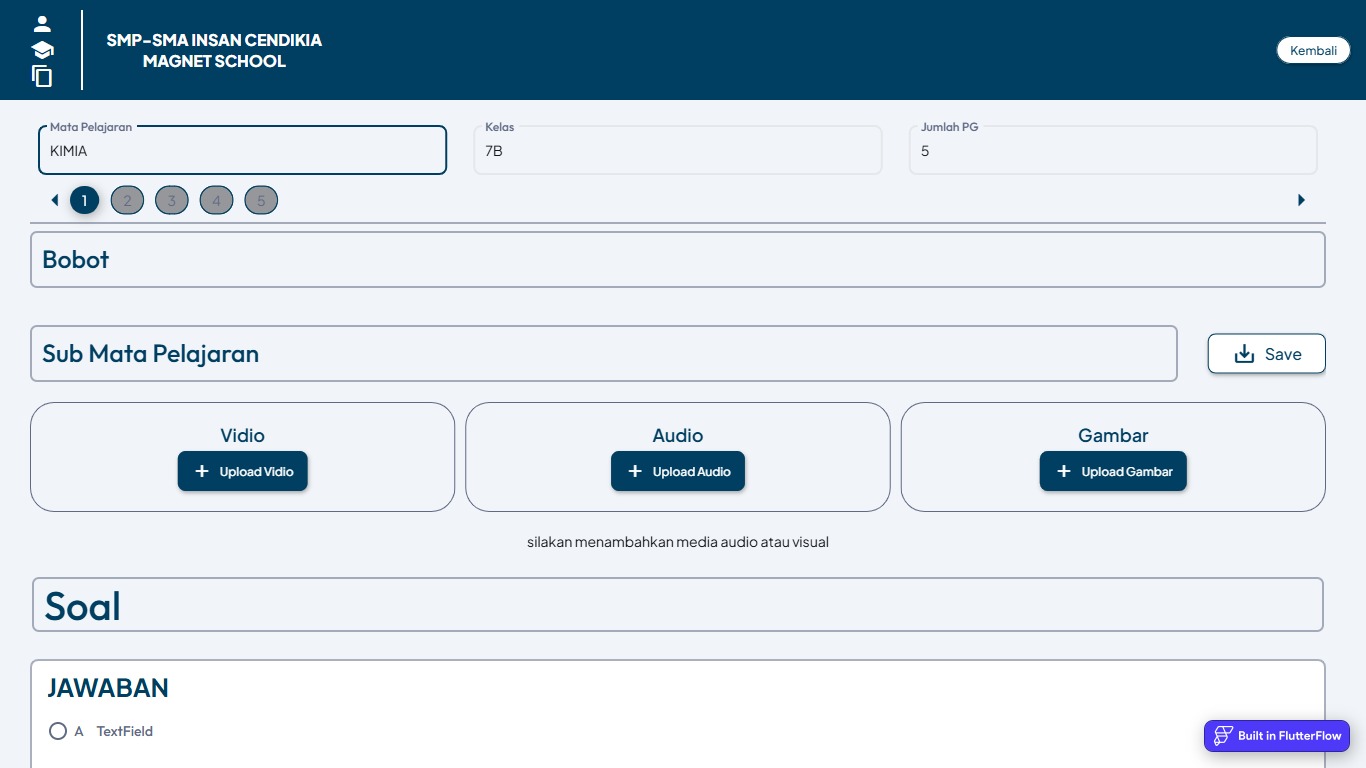 SMP-SMA INSAN CENDIKIA
MAGNET SCHOOL
Kembali
Mata Pelajaran
KIMIA
Kelas
7B
Jumlah PG
5
1 2 3 4 5
Bobot
Sub Mata Pelajaran
Save
Vidio
Upload Vidio
Audio
Upload Audio
Gambar
Upload Gambar
silakan menambahkan media audio atau visual
Soal
JAWABAN
A TextField
Built in FlutterFlow